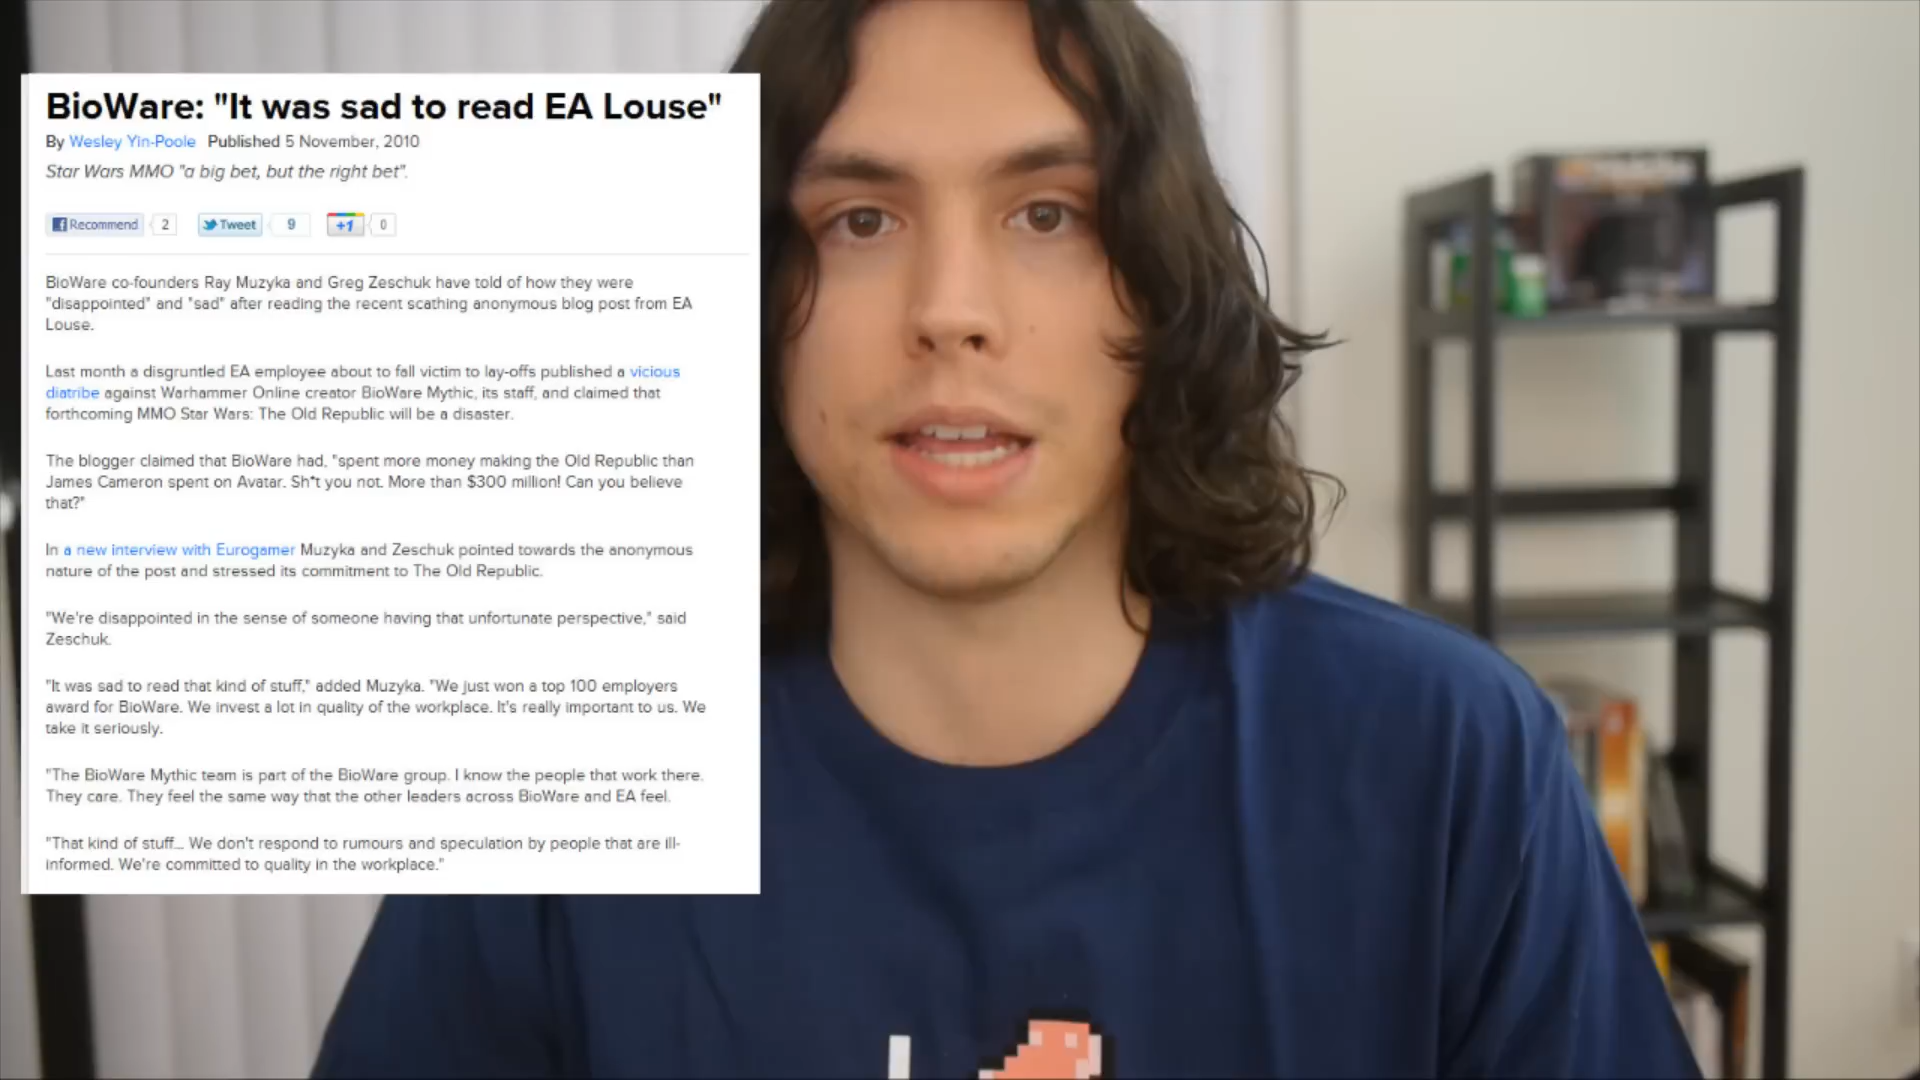 BioWare: "It was sad to read EA Louse"
By Wesley Yin-Poole Published 5 November, 2010
Star Wars MMO "a big bet, but the right bet".
Recommend 2 Tweet 9 +1 0
BioWare co-founders Ray Muzyka and Greg Zeschuk have told of how they were
"disappointed" and "sad" after reading the recent scathing anonymous blog post from EA
Louse.
Last month a disgruntled EA employee about to fall victim to lay-offs published a vicious
diatribe against Warhammer Online creator BioWare Mythic, its staff, and claimed that
forthcoming MMO Star Wars: The Old Republic will be a disaster.
The blogger claimed that BioWare had, "spent more money making the Old Republic than
James Cameron spent on Avatar. Sh*t you not. More than $300 million! Can you believe
that?"
In a new interview with Eurogamer Muzyka and Zeschuk pointed towards the anonymous
nature of the post and stressed its commitment to The Old Republic.
"We're disappointed in the sense of someone having that unfortunate perspective," said
Zeschuk.
"It was sad to read that kind of stuff," added Muzyka. "We just won a top 100 employers
award for BioWare. We invest a lot in quality of the workplace. It's really important to us. We
take it seriously.
"The BioWare Mythic team is part of the BioWare group. I know the people that work there.
They care. They feel the same way that the other leaders across BioWare and EA feel.
"That kind of stuff... We don't respond to rumours and speculation by people that are ill-
informed. We're committed to quality in the workplace."